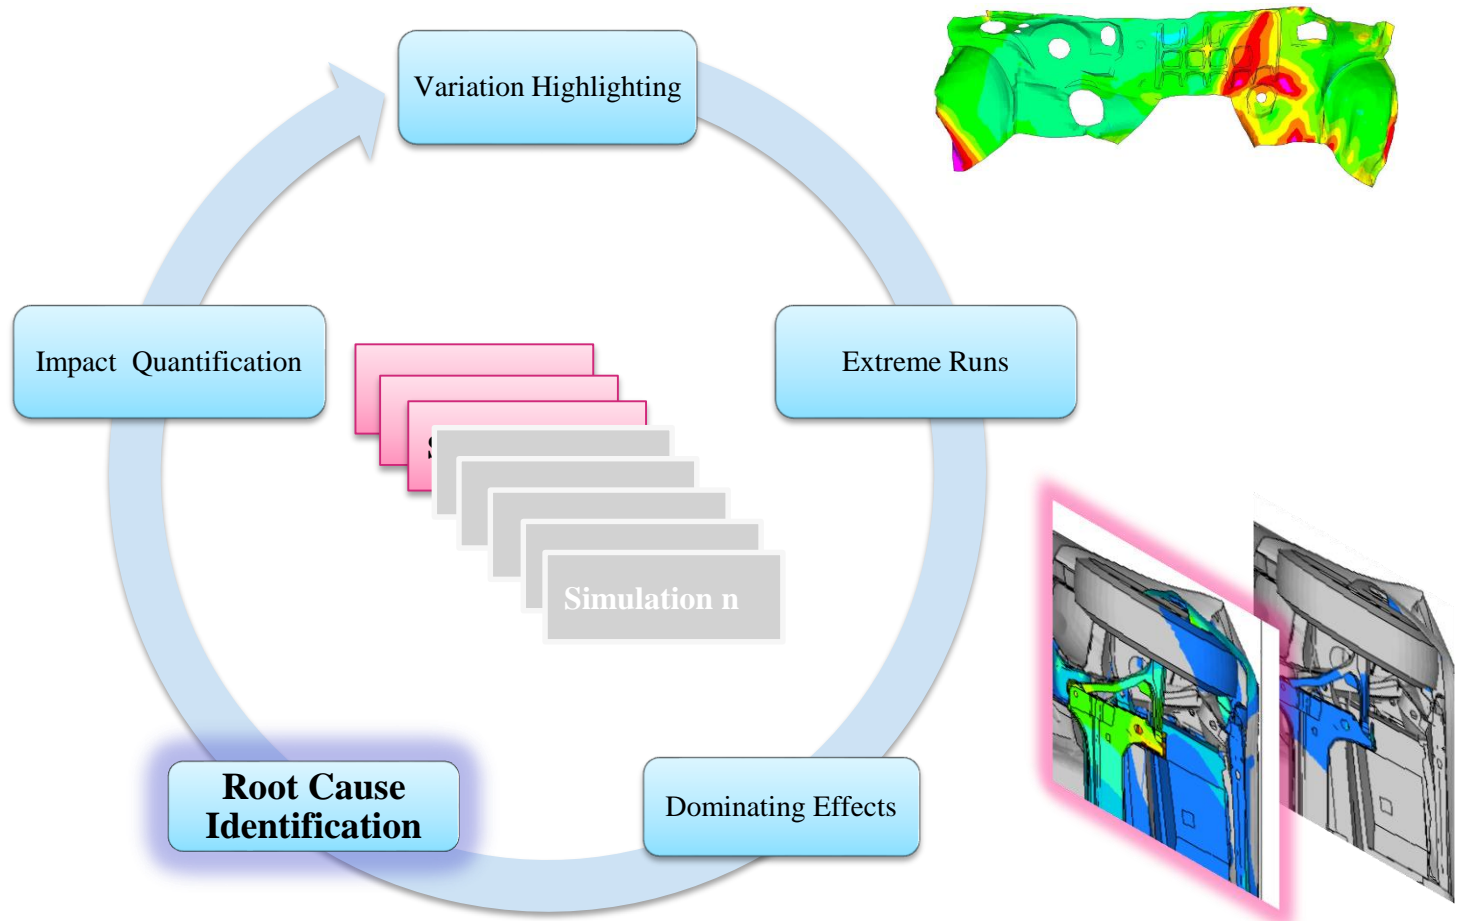 Variation Highlighting
Impact Quantification
Extreme Runs
Simulation n
Root Cause
Identification
Dominating Effects